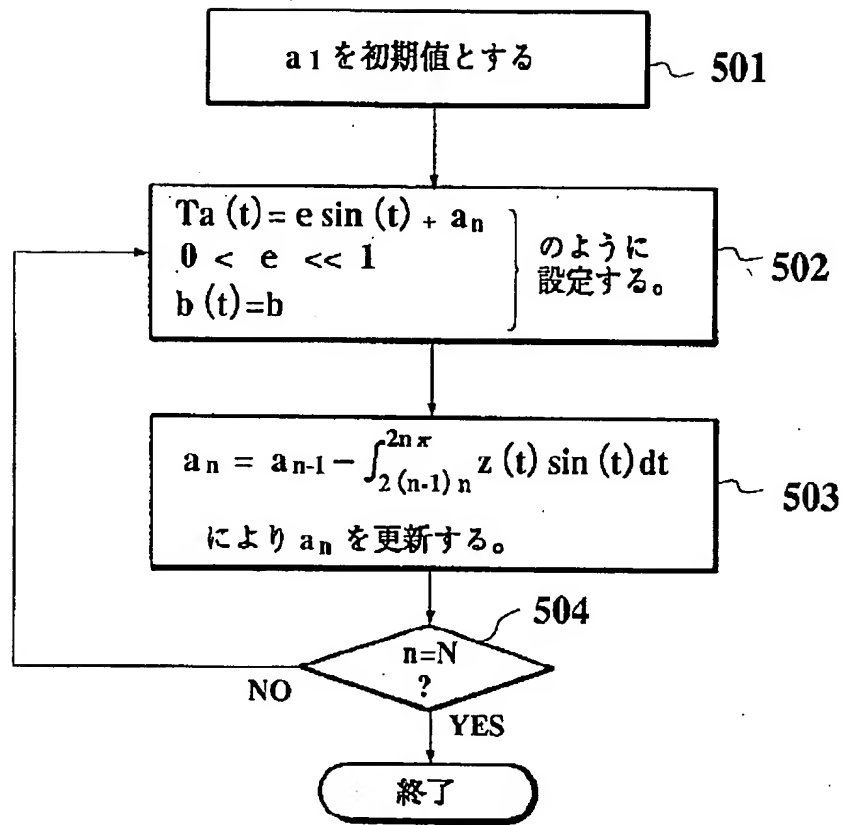 a1を初期値とする
501
Ta(t)=e sin(t)+an
0 < e << 1
b(t)=b
のように
設定する。
502
an = an-1 - ∫2(n-1)n 2nπ z(t) sin(t)dt
により an を更新する。
503
504
n=N
?
NO
YES
終了